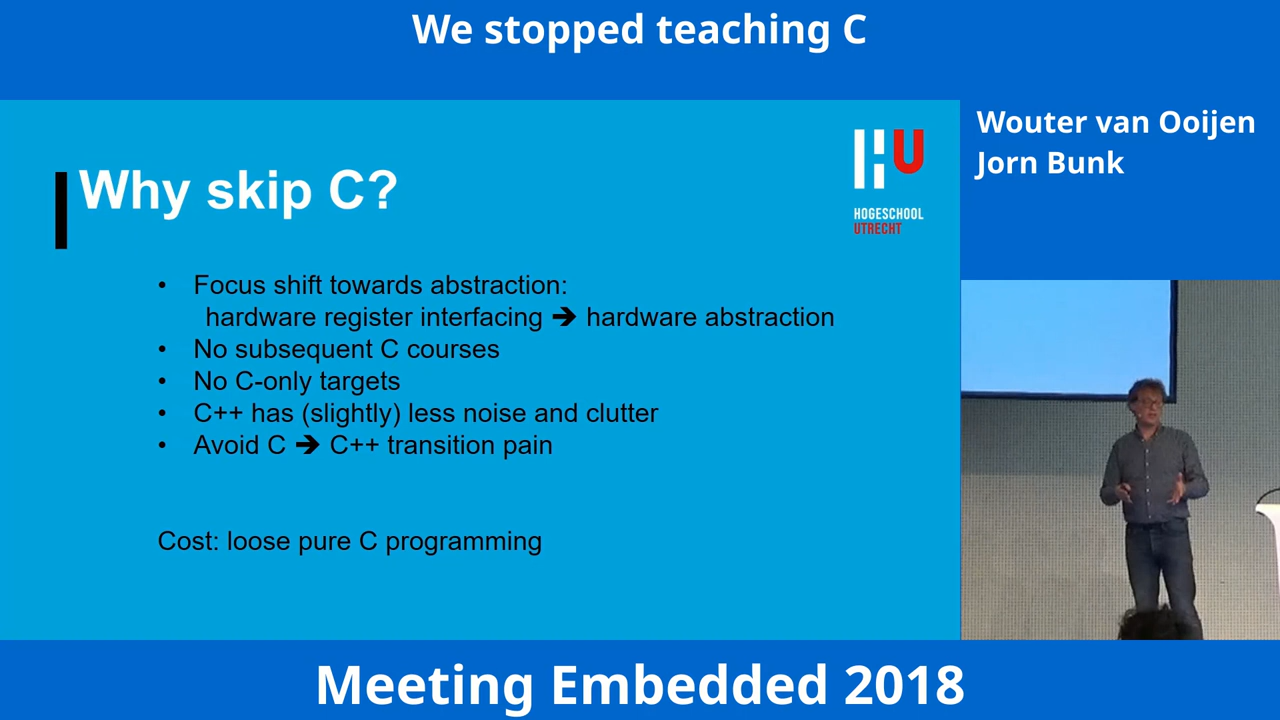 We stopped teaching C
Wouter van Ooijen
Jorn Bunk
HU
HOGESCHOOL
UTRECHT
Why skip C?
• Focus shift towards abstraction:
hardware register interfacing ➔ hardware abstraction
• No subsequent C courses
• No C-only targets
• C++ has (slightly) less noise and clutter
• Avoid C ➔ C++ transition pain
Cost: loose pure C programming
Meeting Embedded 2018